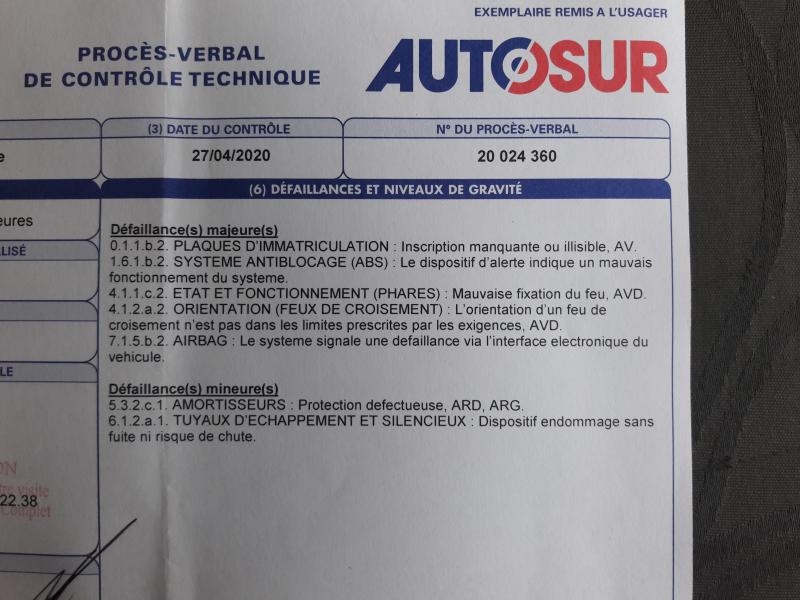 EXEMPLAIRE REMIS A L'USAGER
PROCÈS-VERBAL
DE CONTRÔLE TECHNIQUE
AUTOSUR
(3) DATE DU CONTRÔLE
N° DU PROCÈS-VERBAL
e
27/04/2020
20 024 360
(6) DÉFAILLANCES ET NIVEAUX DE GRAVITÉ
eures
Défaillance(s) majeure(s)
0.1.1.b.2. PLAQUES D'IMMATRICULATION : Inscription manquante ou illisible, AV.
LISÉ
1.6.1.b.2. SYSTEME ANTIBLOCAGE (ABS) : Le dispositif d'alerte indique un mauvais
fonctionnement du systeme.
4.1.1.c.2. ETAT ET FONCTIONNEMENT (PHARES) : Mauvaise fixation du feu, AVD.
4.1.2.a.2. ORIENTATION (FEUX DE CROISEMENT) : L'orientation d'un feu de
croisement n'est pas dans les limites prescrites par les exigences, AVD.
7.1.5.b.2. AIRBAG : Le systeme signale une defaillance via l'interface electronique du
vehicule.
LE
Défaillance(s) mineure(s)
5.3.2.c.1. AMORTISSEURS : Protection defectueuse, ARD, ARG.
6.1.2.a.1. TUYAUX D'ECHAPPEMENT ET SILENCIEUX : Dispositif endommage sans
fuite ni risque de chute.
ON
tre visite
22.38
Complet